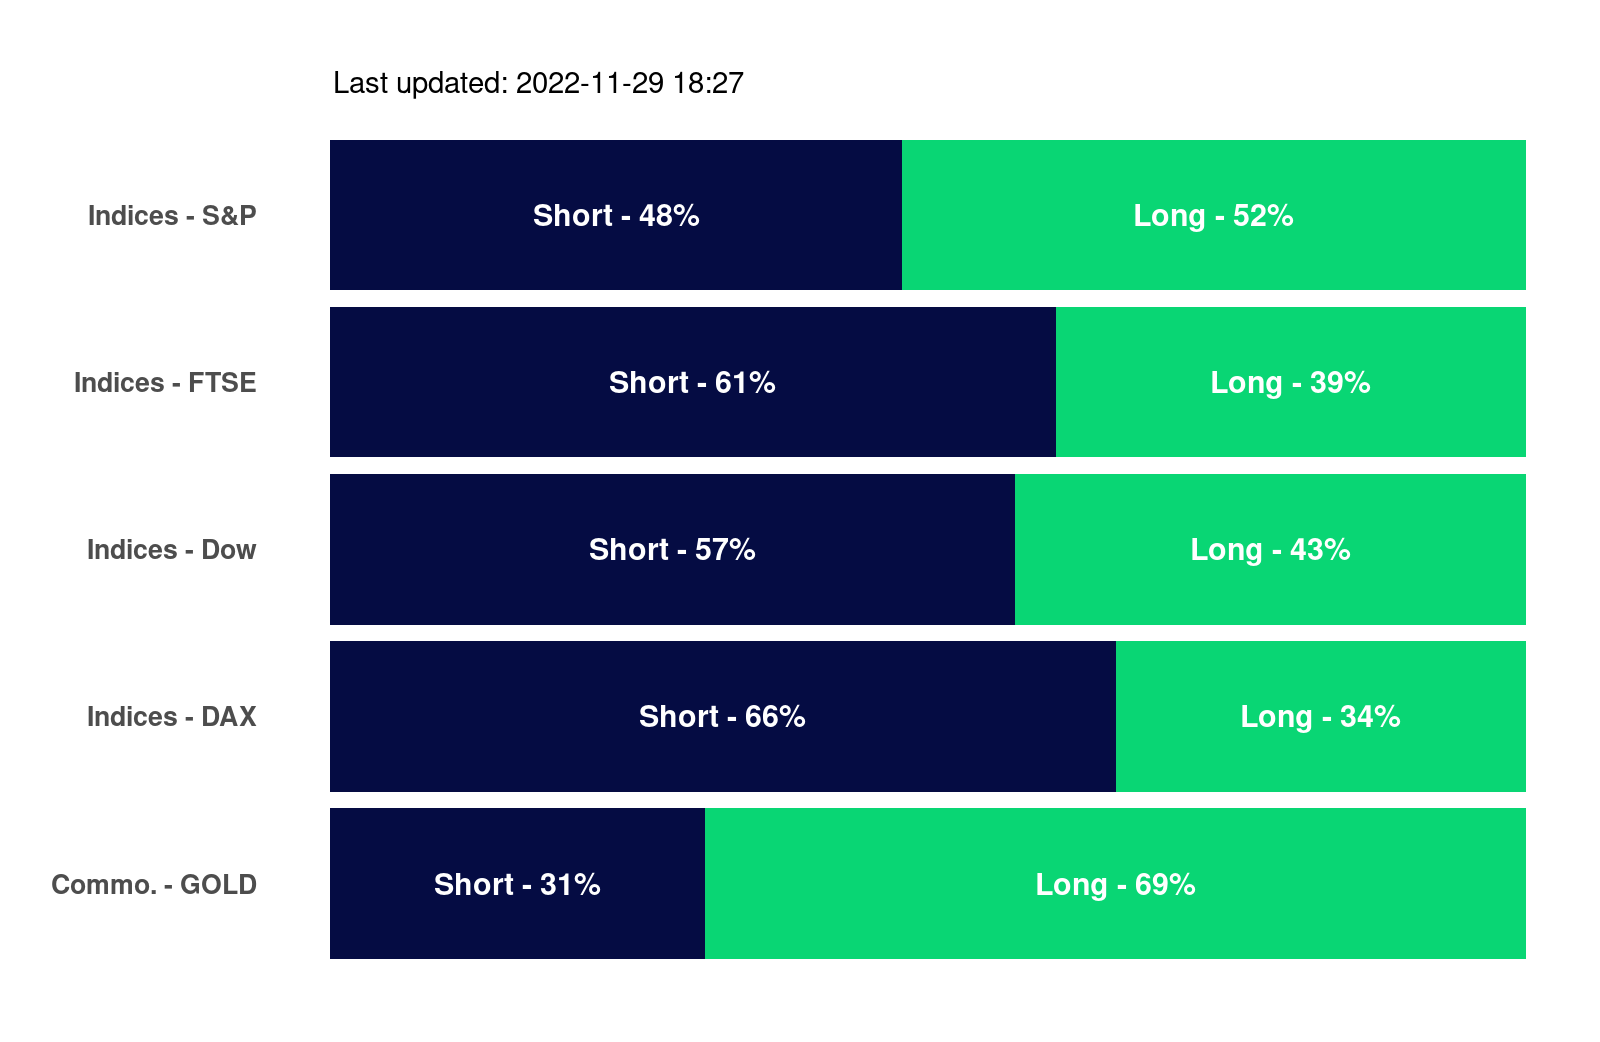 Last updated: 2022-11-29 18:27
Indices - S&P
Short - 48%
Long - 52%
Indices - FTSE
Short - 61%
Long - 39%
Indices - Dow
Short - 57%
Long - 43%
Indices - DAX
Short - 66%
Long - 34%
Commo. - GOLD
Short - 31%
Long - 69%